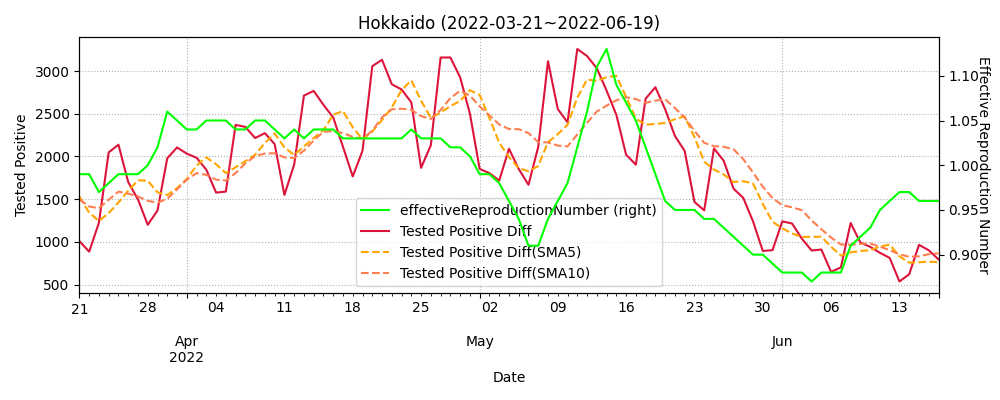 Hokkaido (2022-03-21~2022-06-19)
Tested Positive
3000
2500
2000
1500
1000
500
1.10
1.05
1.00
0.95
0.90
Effective Reproduction Number
effectiveReproductionNumber (right)
Tested Positive Diff
Tested Positive Diff(SMA5)
Tested Positive Diff(SMA10)
21 28 04 11 18 25 02 09 16 23 30 06 13
Apr May Jun
2022
Date